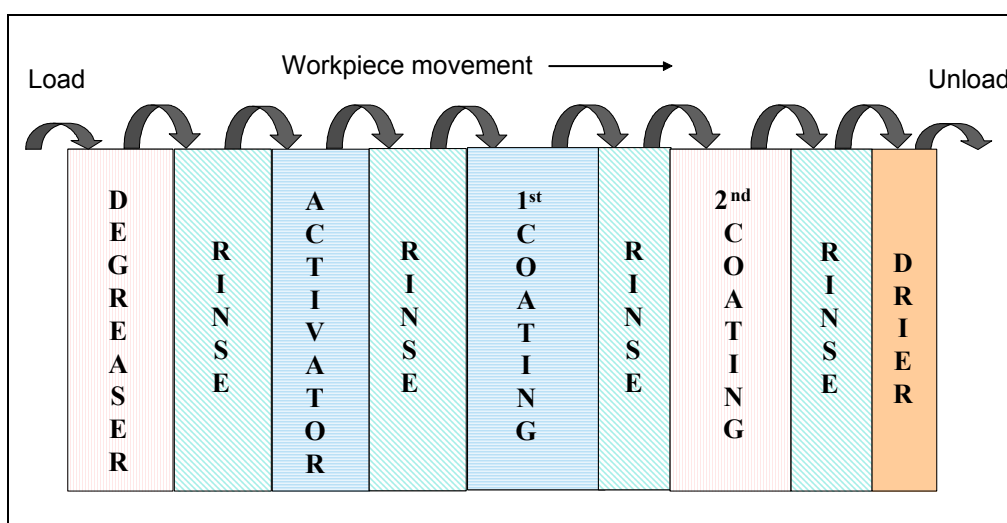 Workpiece movement
Load
Unload
DEGREASER
RINSE
ACTIVATOR
RINSE
1st COATING
RINSE
2nd COATING
RINSE
DRIER